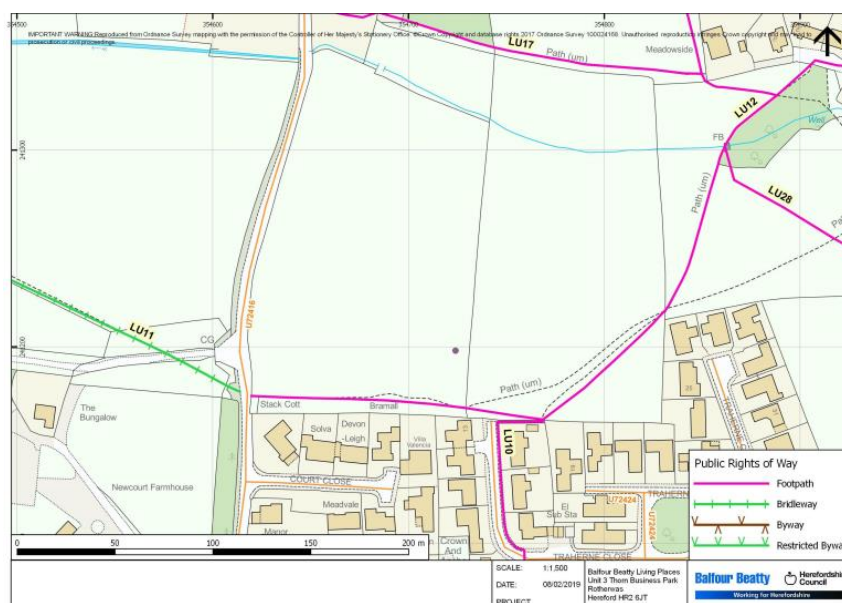 354500
354600
354800
IMPORTANT WARNING Reproduced from Ordnance Survey mapping with the permission of the Controller of Her Majesty's Stationery Office. ©Crown Copyright and database rights 2017 Ordnance Survey 100024168. Unauthorised reproduction infringes Crown copyright and may lead to
prosecution or civil proceedings.
LU17
Path (um)
Meadowside
LU12
Well
FB
241200
Path (um)
LU28
U72416
LU11
CG
Path (um)
Stack Cott
Bramall
The
Bungalow
Solva
Devon
-Leigh
Villa
Valencia
LU10
Newcourt Farmhouse
COURT CLOSE
Meadvale
Manor
Crown
El
Sub Sta
U72424
U72424
TRAHERNE CLOSE
Public Rights of Way
Footpath
Bridleway
Byway
Restricted Byway
0 50 100 150 200 m
SCALE: 1:1,500
DATE: 08/02/2019
PROJECT
Balfour Beatty Living Places
Unit 3 Thorn Business Park
Rotherwas
Hereford HR2 6JT
Balfour Beatty
Herefordshire
Council
Working for Herefordshire